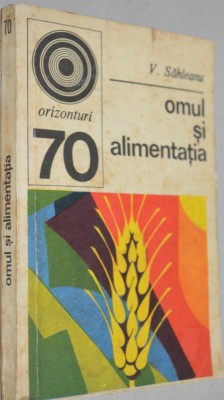 70
omul și alimentația
orizonturi
70
V. Săhleanu
omul
și
alimentația